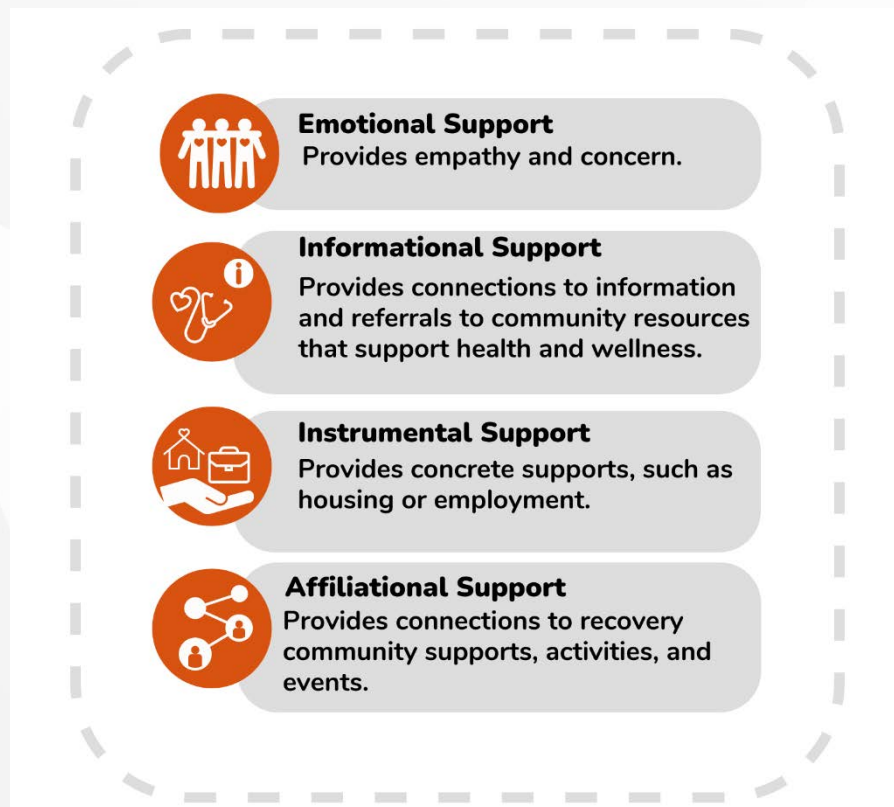 Emotional Support
Provides empathy and concern.
Informational Support
Provides connections to information
and referrals to community resources
that support health and wellness.
Instrumental Support
Provides concrete supports, such as
housing or employment.
Affiliational Support
Provides connections to recovery
community supports, activities, and
events.